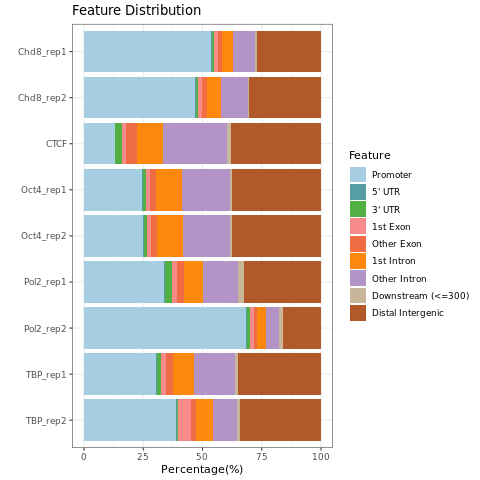 Feature Distribution
Chd8_rep1
Chd8_rep2
CTCF
Oct4_rep1
Oct4_rep2
Pol2_rep1
Pol2_rep2
TBP_rep1
TBP_rep2
0 25 50 75 100
Percentage(%)
Feature
Promoter
5' UTR
3' UTR
1st Exon
Other Exon
1st Intron
Other Intron
Downstream (<=300)
Distal Intergenic